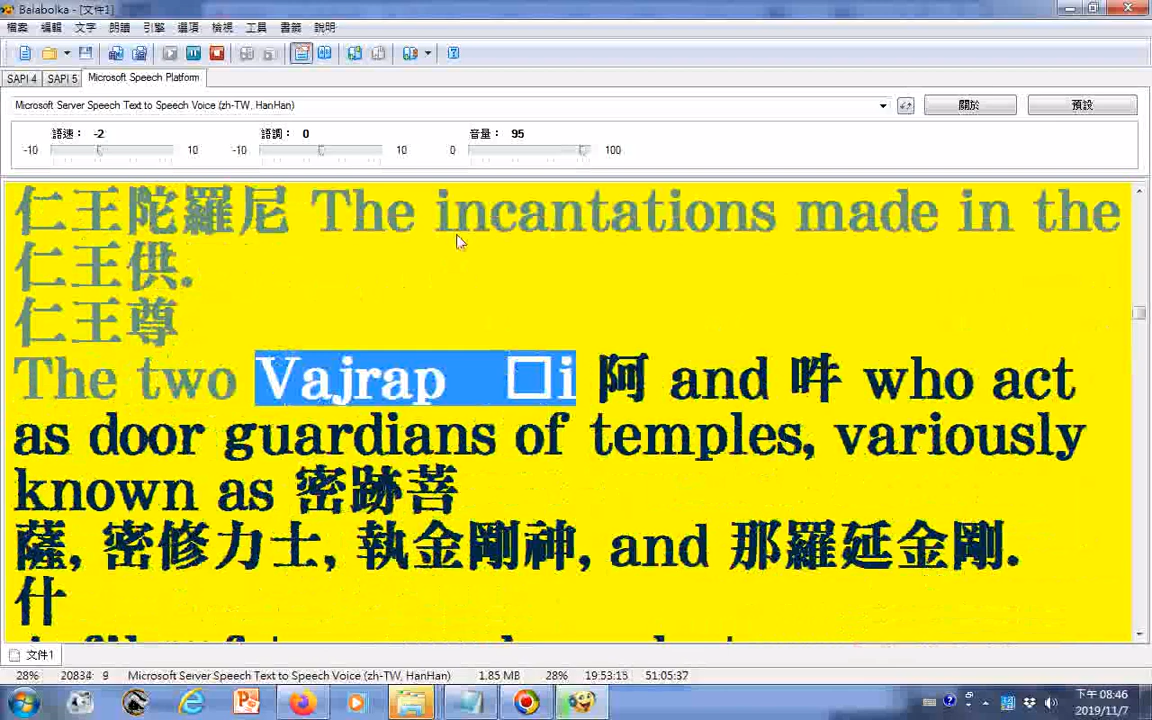 Balabolka - [文件1]
檔案 編輯 文字 朗讀 引擎 選項 檢視 工具 書籤 說明
SAPI 4 SAPI 5 Microsoft Speech Platform
Microsoft Server Speech Text to Speech Voice (zh-TW, HanHan) 關於 預設
語速： -2 語調： 0 音量： 95
-10 10 -10 10 0 100
仁王陀羅尼 The incantations made in the
仁王供.
仁王尊
The two Vajrap □i 阿 and 吽 who act
as door guardians of temples, variously
known as 密跡菩
薩, 密修力士, 執金剛神, and 那羅延金剛.
什
文件1
28% 20834: 9 Microsoft Server Speech Text to Speech Voice (zh-TW, HanHan) 1.85 MB 28% 19:53:15 51:05:37
下午 08:46
2019/11/7